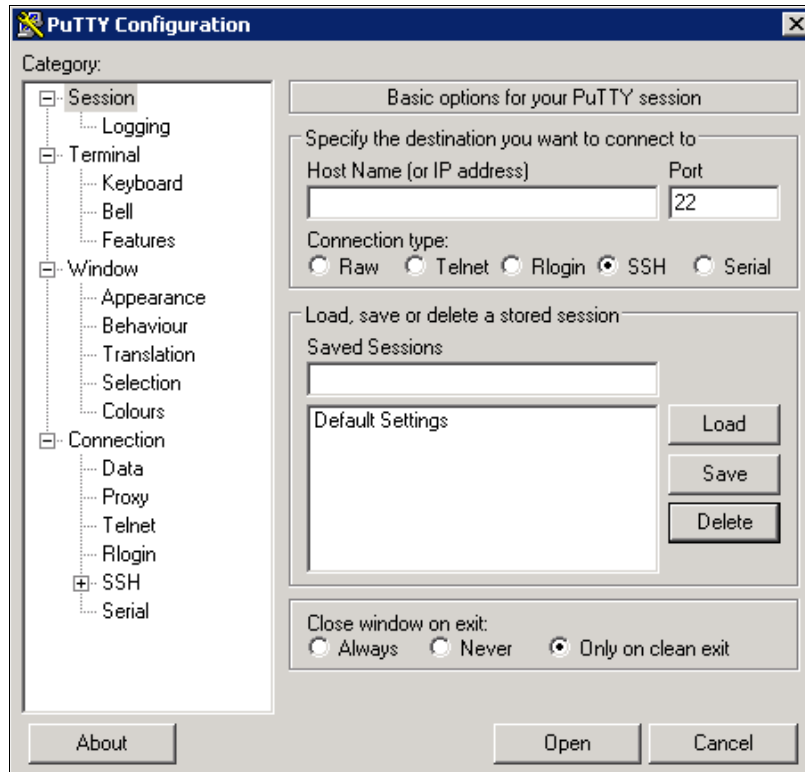 PuTTY Configuration
Category:
Session
Logging
Terminal
Keyboard
Bell
Features
Window
Appearance
Behaviour
Translation
Selection
Colours
Connection
Data
Proxy
Telnet
Rlogin
SSH
Serial
Basic options for your PuTTY session
Specify the destination you want to connect to
Host Name (or IP address) Port
22
Connection type:
Raw Telnet Rlogin SSH Serial
Load, save or delete a stored session
Saved Sessions
Default Settings
Load
Save
Delete
Close window on exit:
Always Never Only on clean exit
About Open Cancel